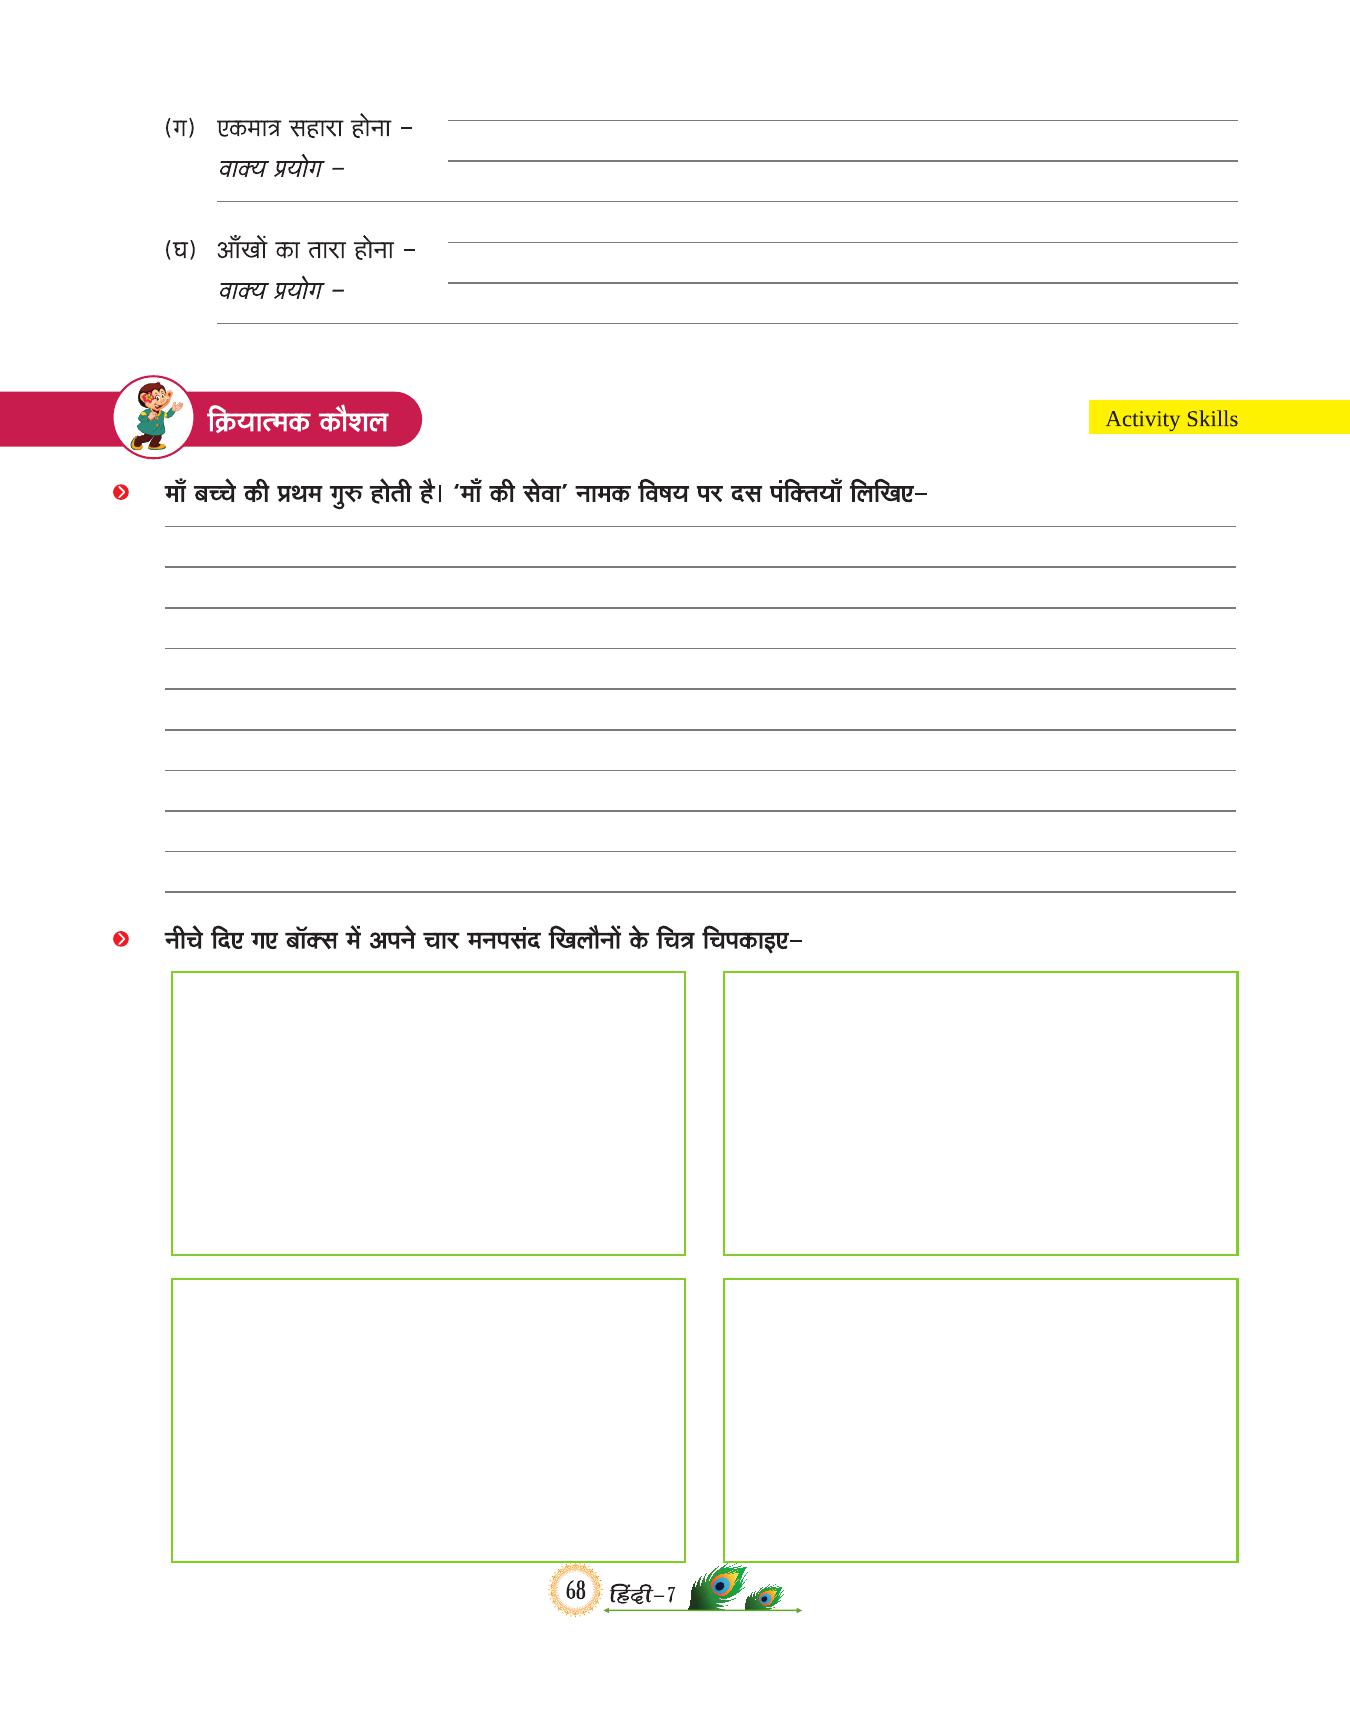 (ग) एकमात्र सहारा होना –
वाक्य प्रयोग –
(घ) आँखों का तारा होना –
वाक्य प्रयोग –
क्रियात्मक कौशल
Activity Skills
माँ बच्चे की प्रथम गुरु होती है। ‘माँ की सेवा’ नामक विषय पर दस पंक्तियाँ लिखिए–
नीचे दिए गए बॉक्स में अपने चार मनपसंद खिलौनों के चित्र चिपकाइए–
68 हिंदी–7